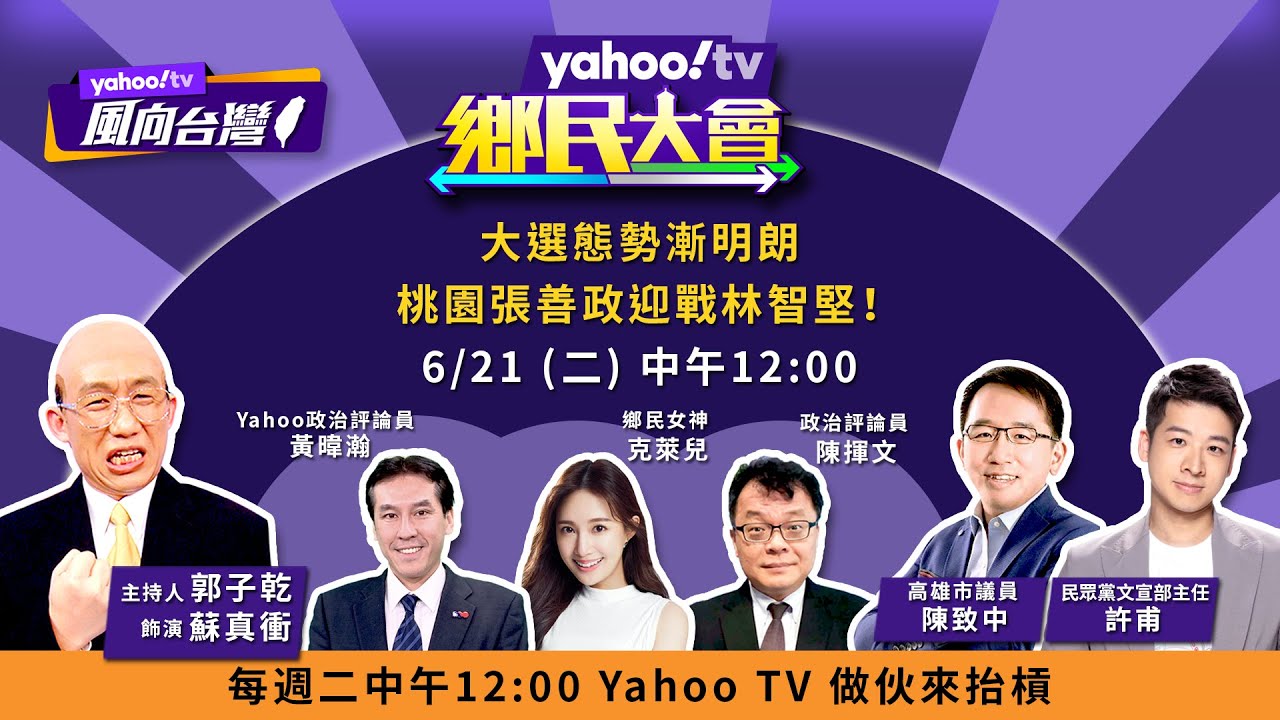 yahoo!tv
風向台灣
yahoo!tv
鄉民大會
大選態勢漸明朗
桃園張善政迎戰林智堅!
6/21 (二) 中午12:00
Yahoo政治評論員
黃暐瀚
鄉民女神
克萊兒
政治評論員
陳揮文
主持人 郭子乾
飾演 蘇真衝
高雄市議員
陳致中
民眾黨文宣部主任
許甫
每週二中午12:00 Yahoo TV 做伙來抬槓